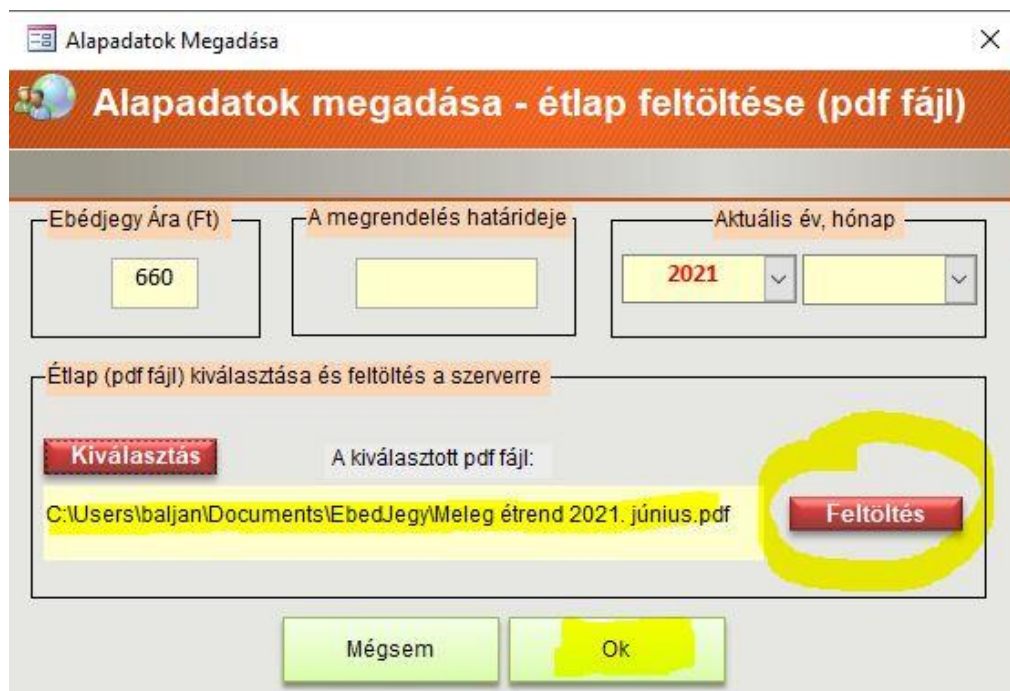 Alapadatok Megadása
Alapadatok megadása - étlap feltöltése (pdf fájl)
Ebédjegy Ára (Ft)
A megrendelés határideje
Aktuális év, hónap
660
2021
Étlap (pdf fájl) kiválasztása és feltöltés a szerverre
Kiválasztás
A kiválasztott pdf fájl:
C:\Users\baljan\Documents\EbedJegy\Meleg étrend 2021. június.pdf
Feltöltés
Mégsem
Ok